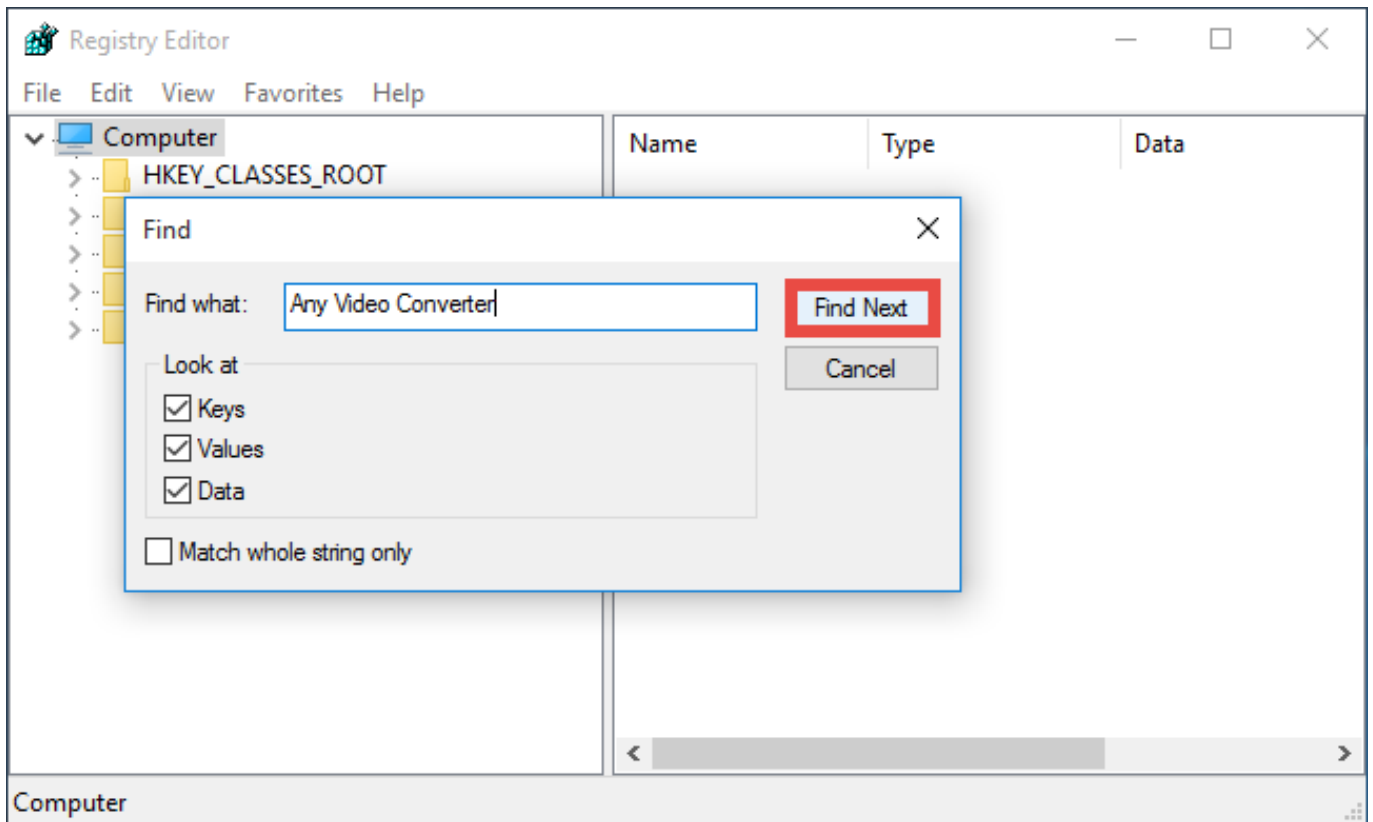 Registry Editor
File Edit View Favorites Help
Computer
HKEY_CLASSES_ROOT
Name Type Data
Find
Find what: Any Video Converter
Find Next
Look at
Cancel
Keys
Values
Data
Match whole string only
Computer